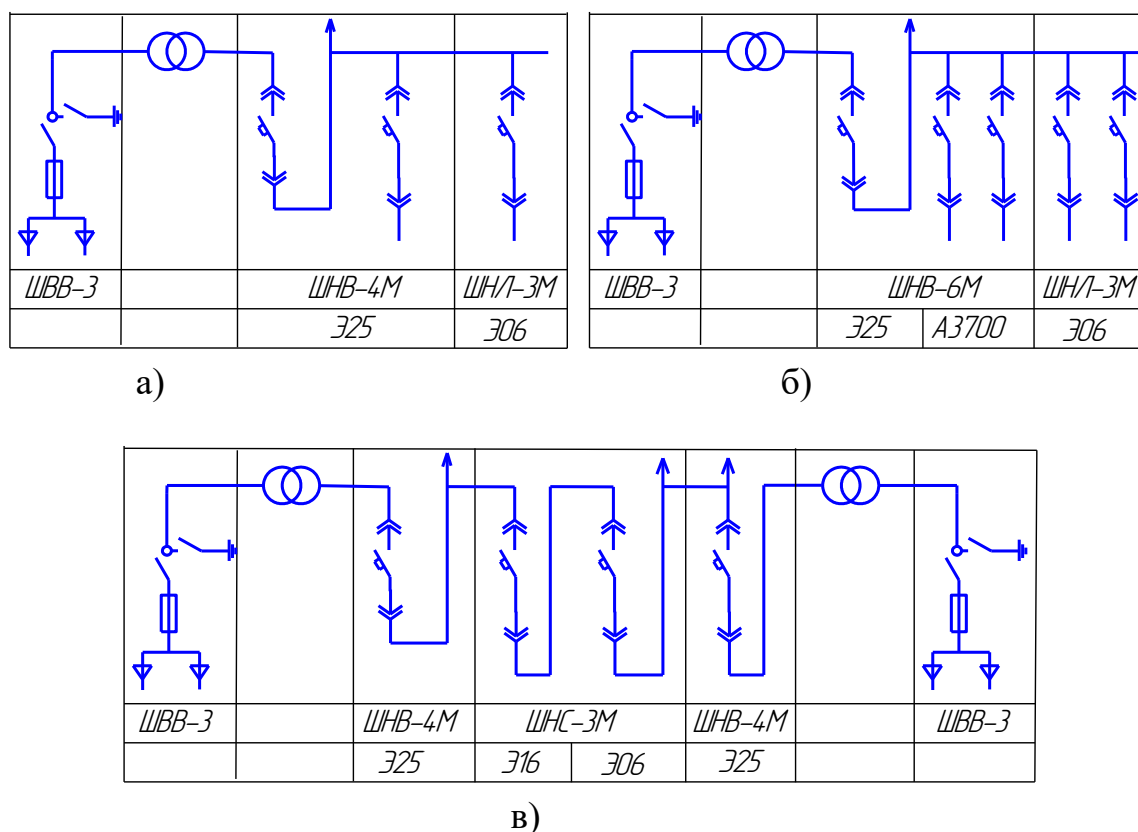 ШВВ-3 ШНВ-4М ШНЛ-3М
Э25 Э06
а)
ШВВ-3 ШНВ-6М ШНЛ-3М
Э25 А3700 Э06
б)
ШВВ-3 ШНВ-4М ШНС-3М ШНВ-4М ШВВ-3
Э25 Э16 Э06 Э25
в)